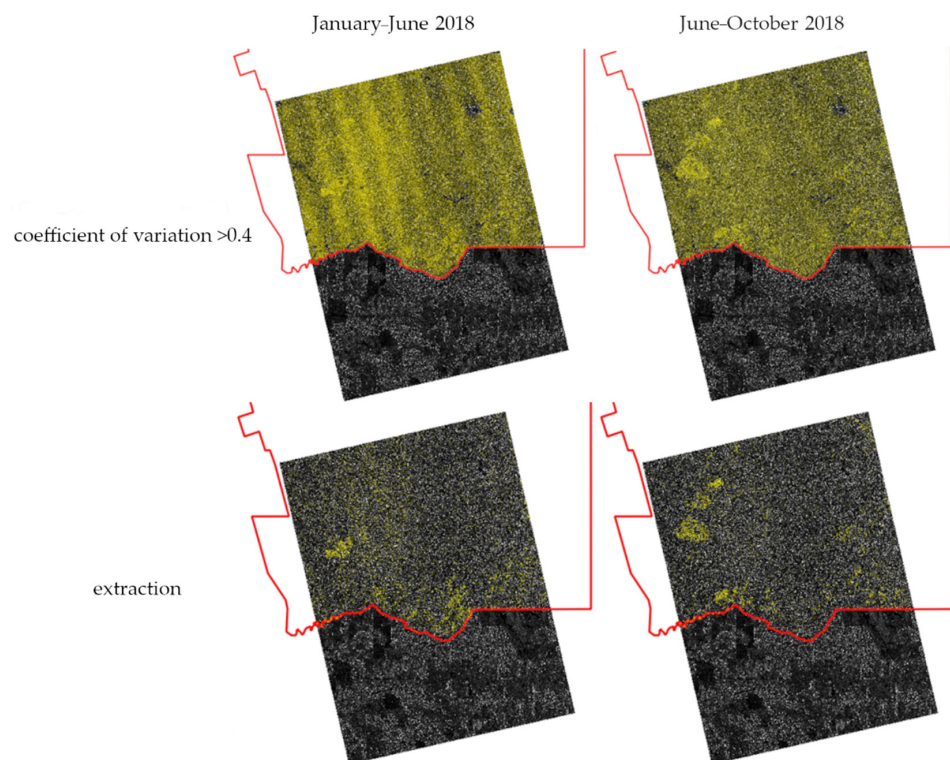 January–June 2018
June–October 2018
coefficient of variation >0.4
extraction